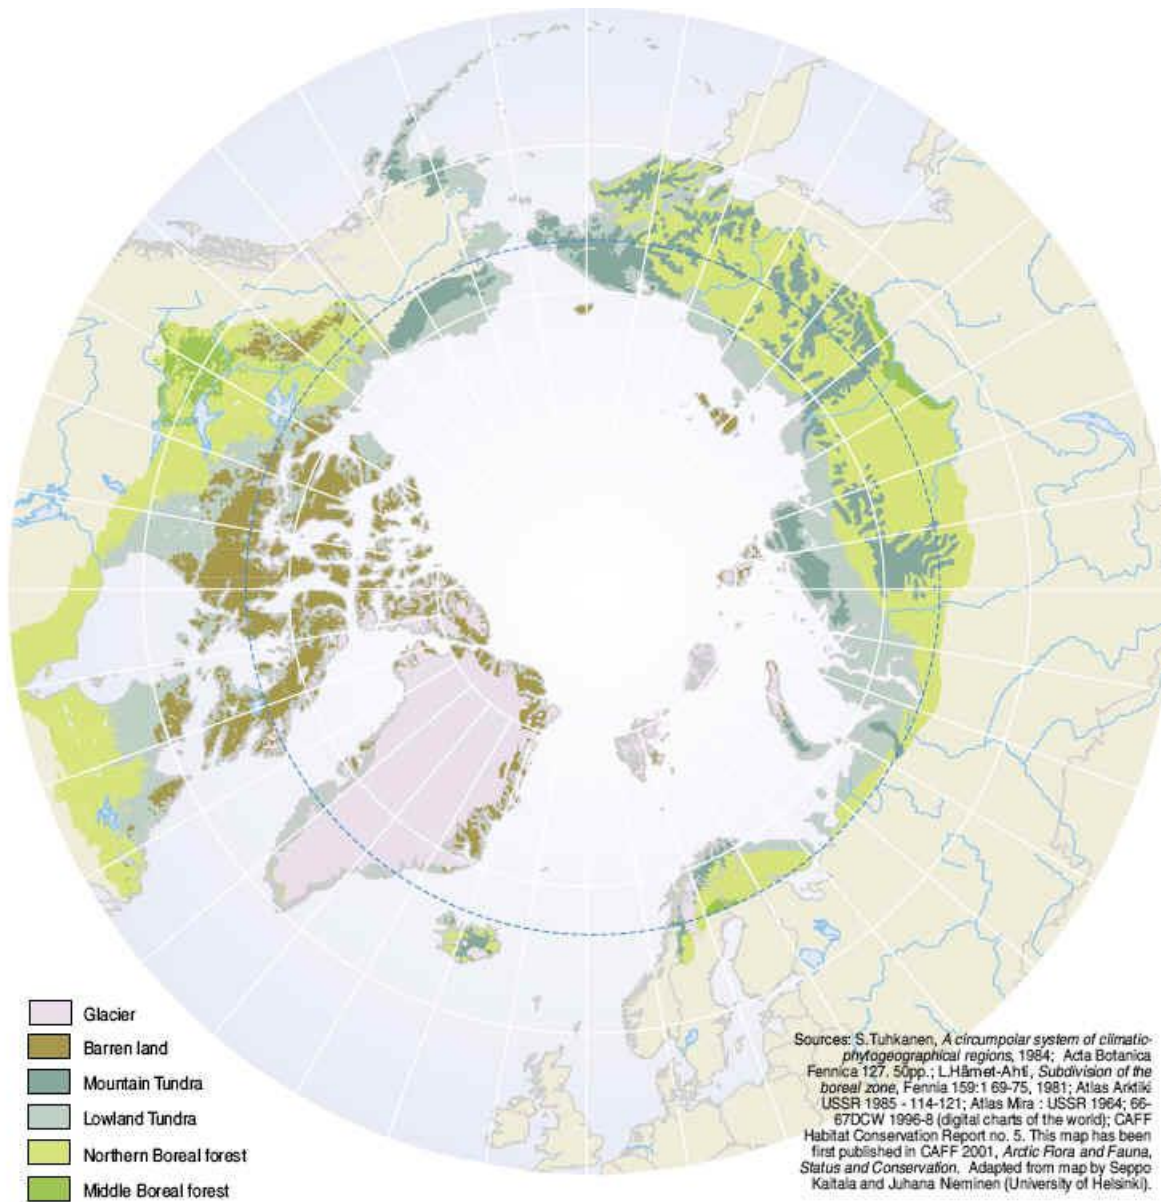 Glacier
Barren land
Mountain Tundra
Lowland Tundra
Northern Boreal forest
Middle Boreal forest
Sources: S.Tuhkanen, A circumpolar system of climatic-
phytogeographical regions, 1984; Acta Botanica
Fennica 127. 50pp.; L.Hämet-Ahti, Subdivision of the
boreal zone, Fennia 159:1 69-75, 1981; Atlas Arktiki
USSR 1985 - 114-121; Atlas Mira : USSR 1964; 66-
67DCW 1996-8 (digital charts of the world); CAFF
Habitat Conservation Report no. 5. This map has been
first published in CAFF 2001, Arctic Flora and Fauna,
Status and Conservation. Adapted from map by Seppo
Kaitala and Juhana Nieminen (University of Helsinki).